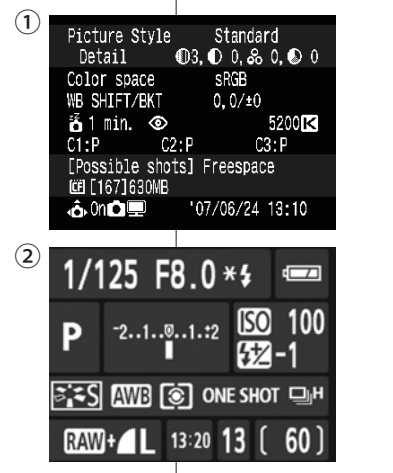 ①
Picture Style Standard
Detail 3, 0, 0, 0
Color space sRGB
WB SHIFT/BKT 0,0/±0
1 min. 5200K
C1:P C2:P C3:P
[Possible shots] Freespace
CF [167]630MB
On '07/06/24 13:10
②
1/125 F8.0 *
P -2..1..0..1.:2 ISO 100
-1
S AWB ONE SHOT H
RAW+ L 13:20 13 [ 60 ]